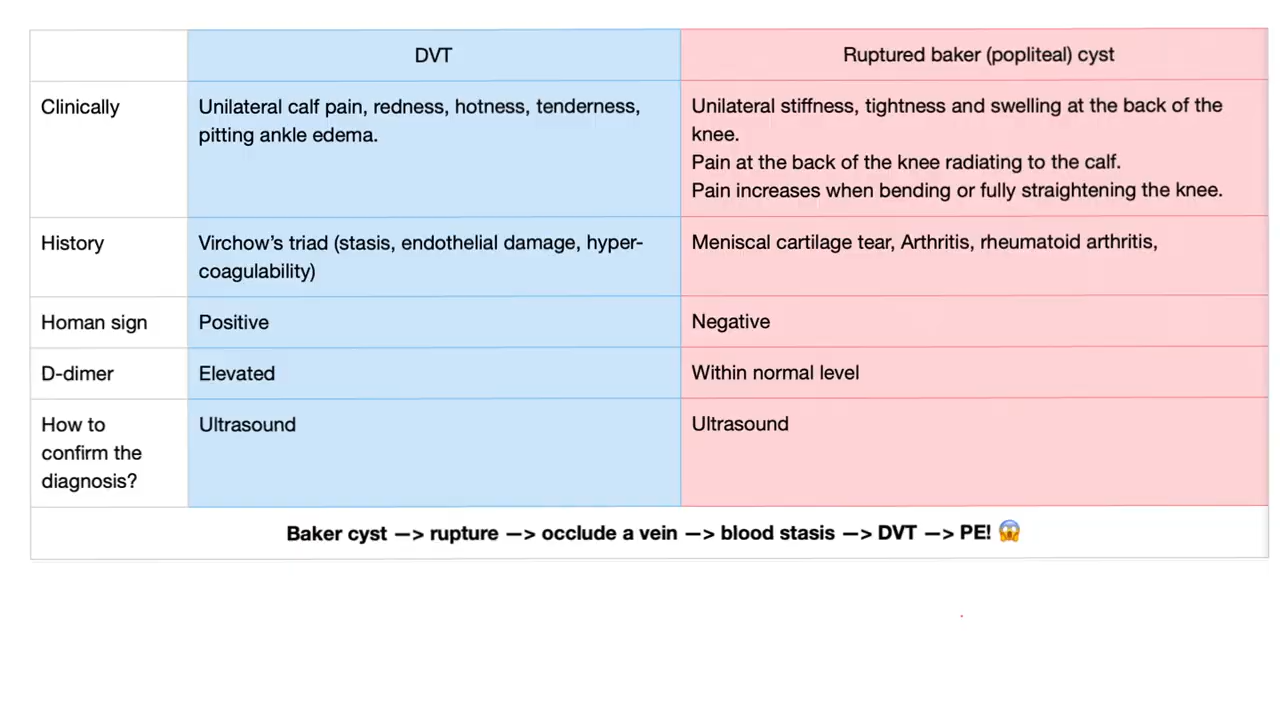 DVT
Ruptured baker (popliteal) cyst
Clinically
Unilateral calf pain, redness, hotness, tenderness,
pitting ankle edema.
Unilateral stiffness, tightness and swelling at the back of the
knee.
Pain at the back of the knee radiating to the calf.
Pain increases when bending or fully straightening the knee.
History
Virchow’s triad (stasis, endothelial damage, hyper-
coagulability)
Meniscal cartilage tear, Arthritis, rheumatoid arthritis,
Human sign
Positive
Negative
D-dimer
Elevated
Within normal level
How to
confirm the
diagnosis?
Ultrasound
Ultrasound
Baker cyst —> rupture —> occlude a vein —> blood stasis —> DVT —> PE! 😱